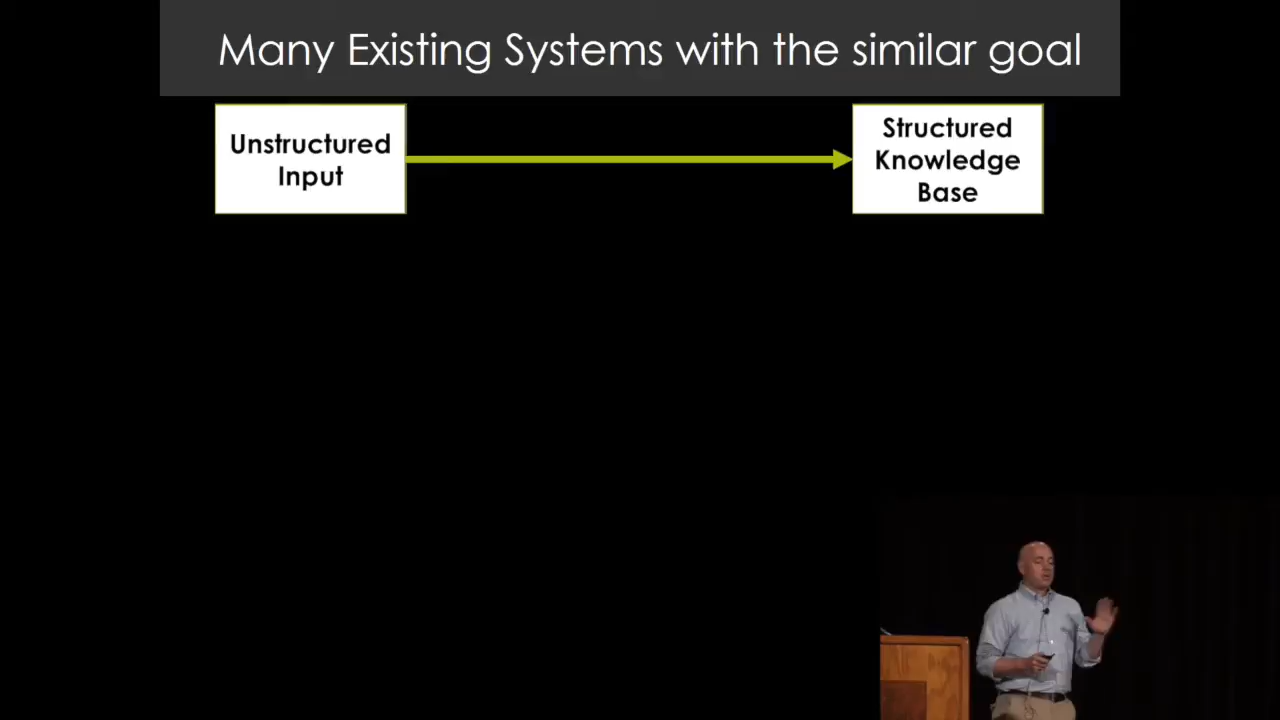 Many Existing Systems with the similar goal
Unstructured
Input
Structured
Knowledge
Base